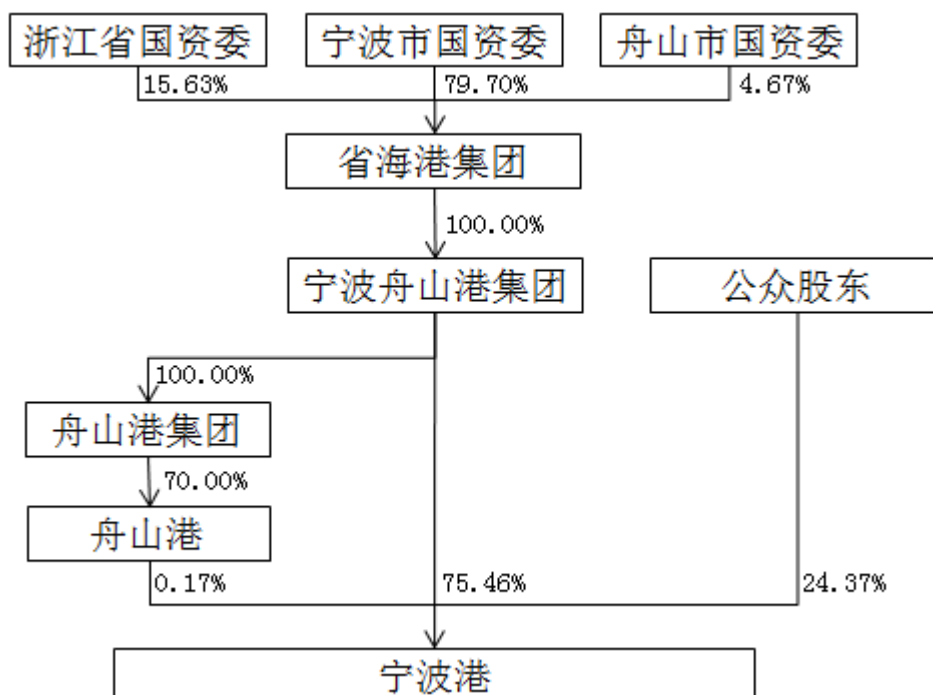 浙江省国资委
宁波市国资委
舟山市国资委
15.63%
79.70%
4.67%
省海港集团
100.00%
宁波舟山港集团
公众股东
100.00%
舟山港集团
70.00%
舟山港
0.17%
75.46%
24.37%
宁波港